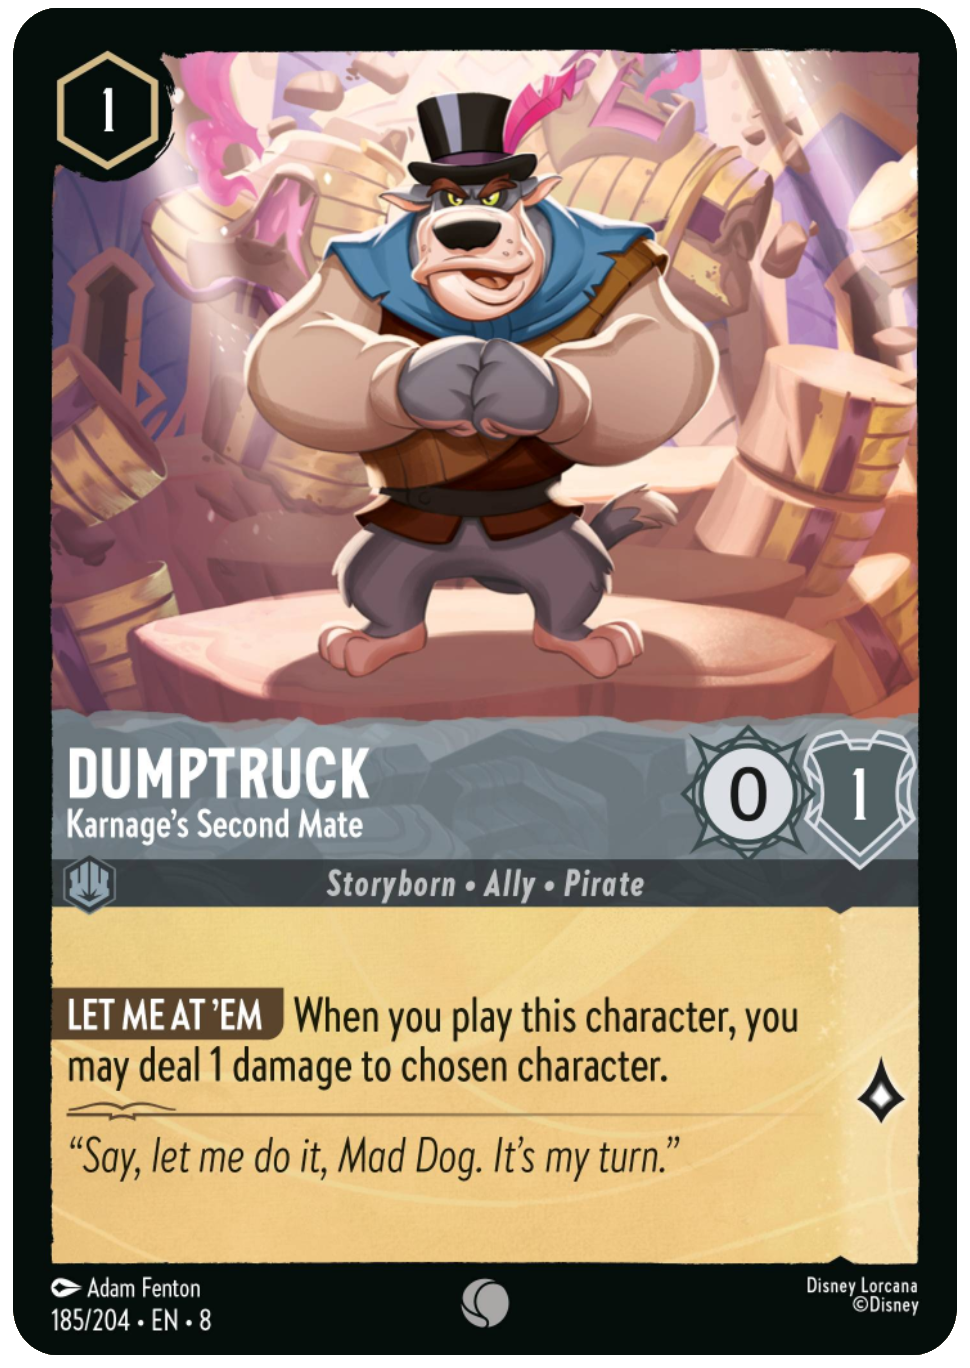 1
DUMPTRUCK
Karnage's Second Mate
0
1
Storyborn • Ally • Pirate
LET ME AT 'EM When you play this character, you
may deal 1 damage to chosen character.
“Say, let me do it, Mad Dog. It's my turn.”
Adam Fenton
185/204 • EN • 8
Disney Lorcana
©Disney